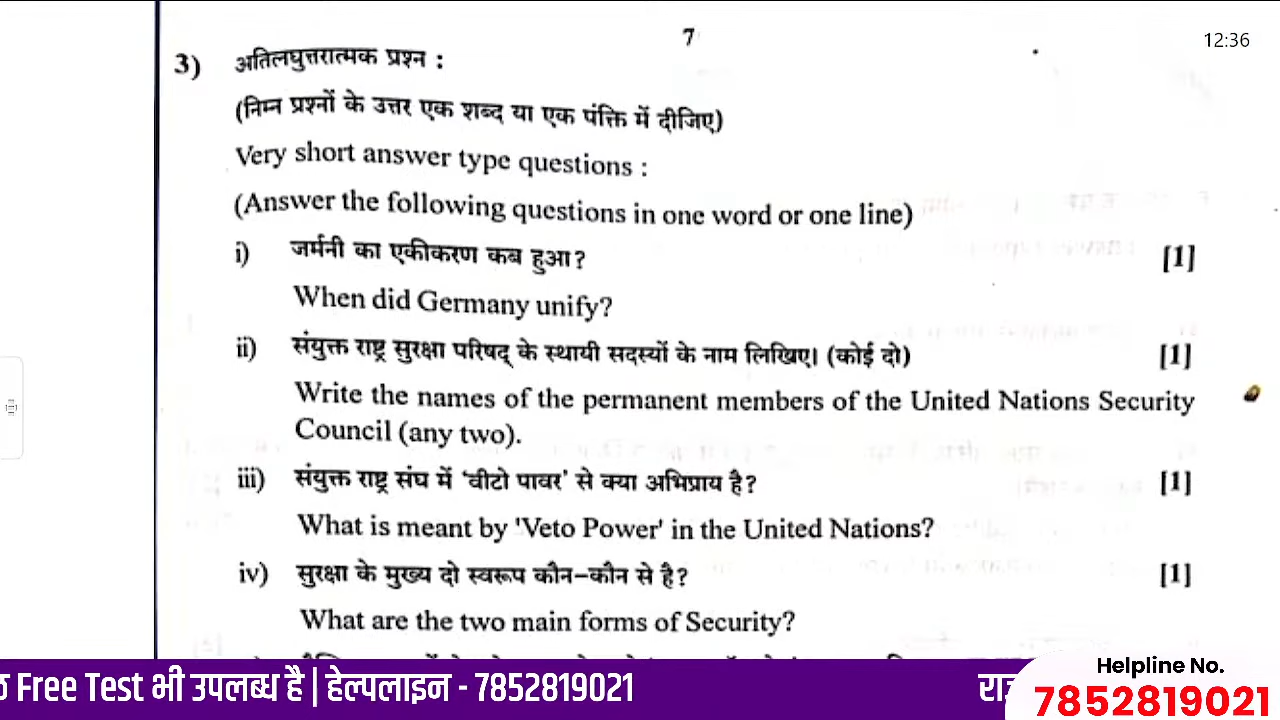 7
12:36
3) अतिलघुत्तरात्मक प्रश्न :
(निम्न प्रश्नों के उत्तर एक शब्द या एक पंक्ति में दीजिए)
Very short answer type questions :
(Answer the following questions in one word or one line)
i) जर्मनी का एकीकरण कब हुआ? [1]
When did Germany unify?
ii) संयुक्त राष्ट्र सुरक्षा परिषद् के स्थायी सदस्यों के नाम लिखिए। (कोई दो) [1]
Write the names of the permanent members of the United Nations Security
Council (any two).
iii) संयुक्त राष्ट्र संघ में 'वीटो पावर' से क्या अभिप्राय है? [1]
What is meant by 'Veto Power' in the United Nations?
iv) सुरक्षा के मुख्य दो स्वरूप कौन-कौन से है? [1]
What are the two main forms of Security?
Free Test भी उपलब्ध है | हेल्पलाइन - 7852819021
Helpline No.
7852819021